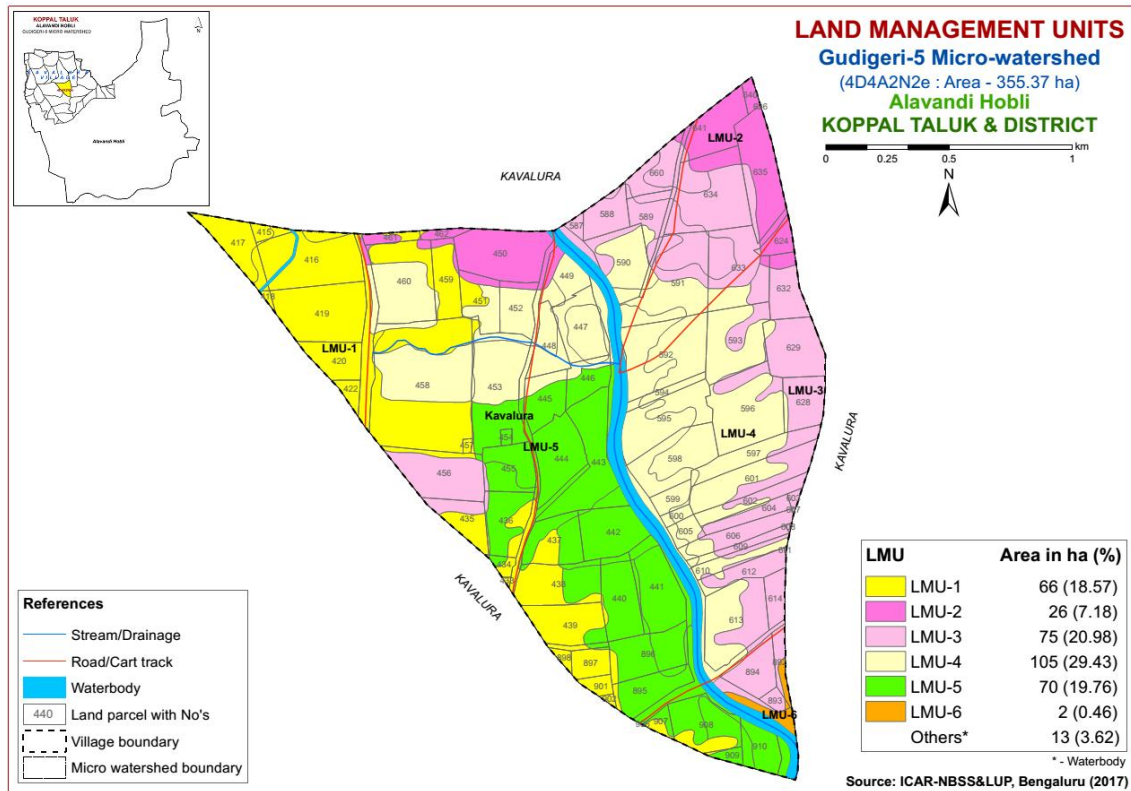 KOPPAL TALUK
ALAVANDI HOBLI
GUDIGERI-5 MICRO WATERSHED
N
KAVALURA
VILLAGE
Alavandi Hobli
LAND MANAGEMENT UNITS
Gudigeri-5 Micro-watershed
(4D4A2N2e : Area - 355.37 ha)
Alavandi Hobli
KOPPAL TALUK & DISTRICT
km
0 0.25 0.5 1
N
640
641
LMU-2
635
KAVALURA
660
634
588
589
587
415
417
416
461
462
450
624
633
590
449
591
460
459
632
451
452
419
447
593
629
LMU-1
448
592
420
446
422
458
453
594
LMU-3
628
445
596
Kavalura
595
LMU-4
KAVALURA
454
LMU-5
457
444
443
597
455
598
456
601
599
602
604
435
436
600
605
442
606
437
609
434
610
612
KAVALURA
438
441
440
614
439
613
896
898
897
894
901
895
893
LMU-6
907
908
910
909
References
Stream/Drainage
Road/Cart track
Waterbody
440 Land parcel with No's
Village boundary
Micro watershed boundary
LMU Area in ha (%)
LMU-1 66 (18.57)
LMU-2 26 (7.18)
LMU-3 75 (20.98)
LMU-4 105 (29.43)
LMU-5 70 (19.76)
LMU-6 2 (0.46)
Others* 13 (3.62)
* - Waterbody
Source: ICAR-NBSS&LUP, Bengaluru (2017)